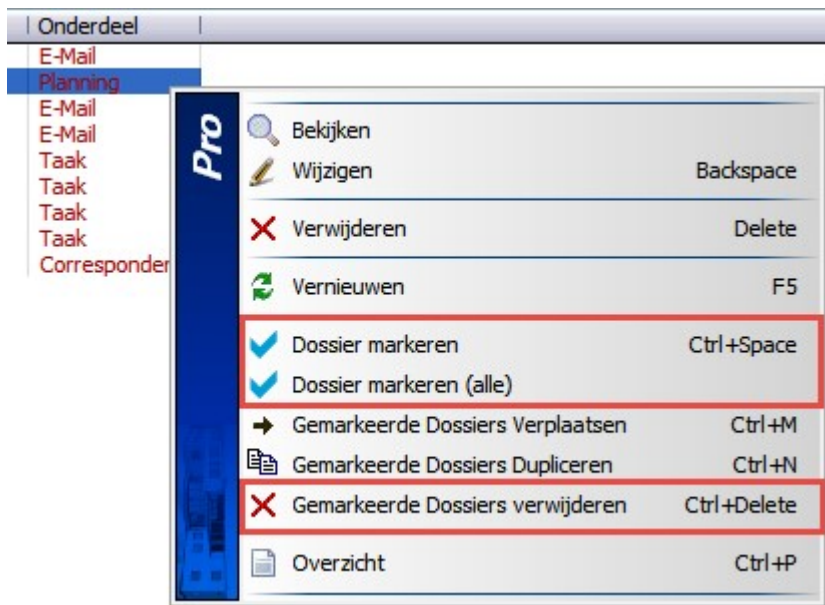 Onderdeel
E-Mail
Planning
E-Mail
E-Mail
Taak
Taak
Taak
Taak
Corresponder
Pro
Bekijken
Wijzigen Backspace
Verwijderen Delete
Vernieuwen F5
Dossier markeren Ctrl+Space
Dossier markeren (alle)
Gemarkeerde Dossiers Verplaatsen Ctrl+M
Gemarkeerde Dossiers Dupliceren Ctrl+N
Gemarkeerde Dossiers verwijderen Ctrl+Delete
Overzicht Ctrl+P